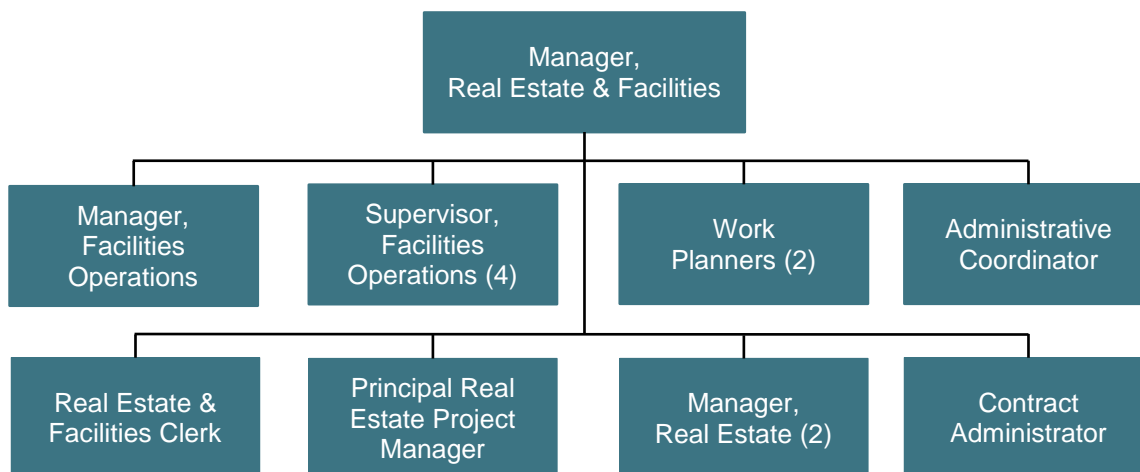 Manager,
Real Estate & Facilities
Manager,
Facilities
Operations
Supervisor,
Facilities
Operations (4)
Work
Planners (2)
Administrative
Coordinator
Real Estate &
Facilities Clerk
Principal Real
Estate Project
Manager
Manager,
Real Estate (2)
Contract
Administrator